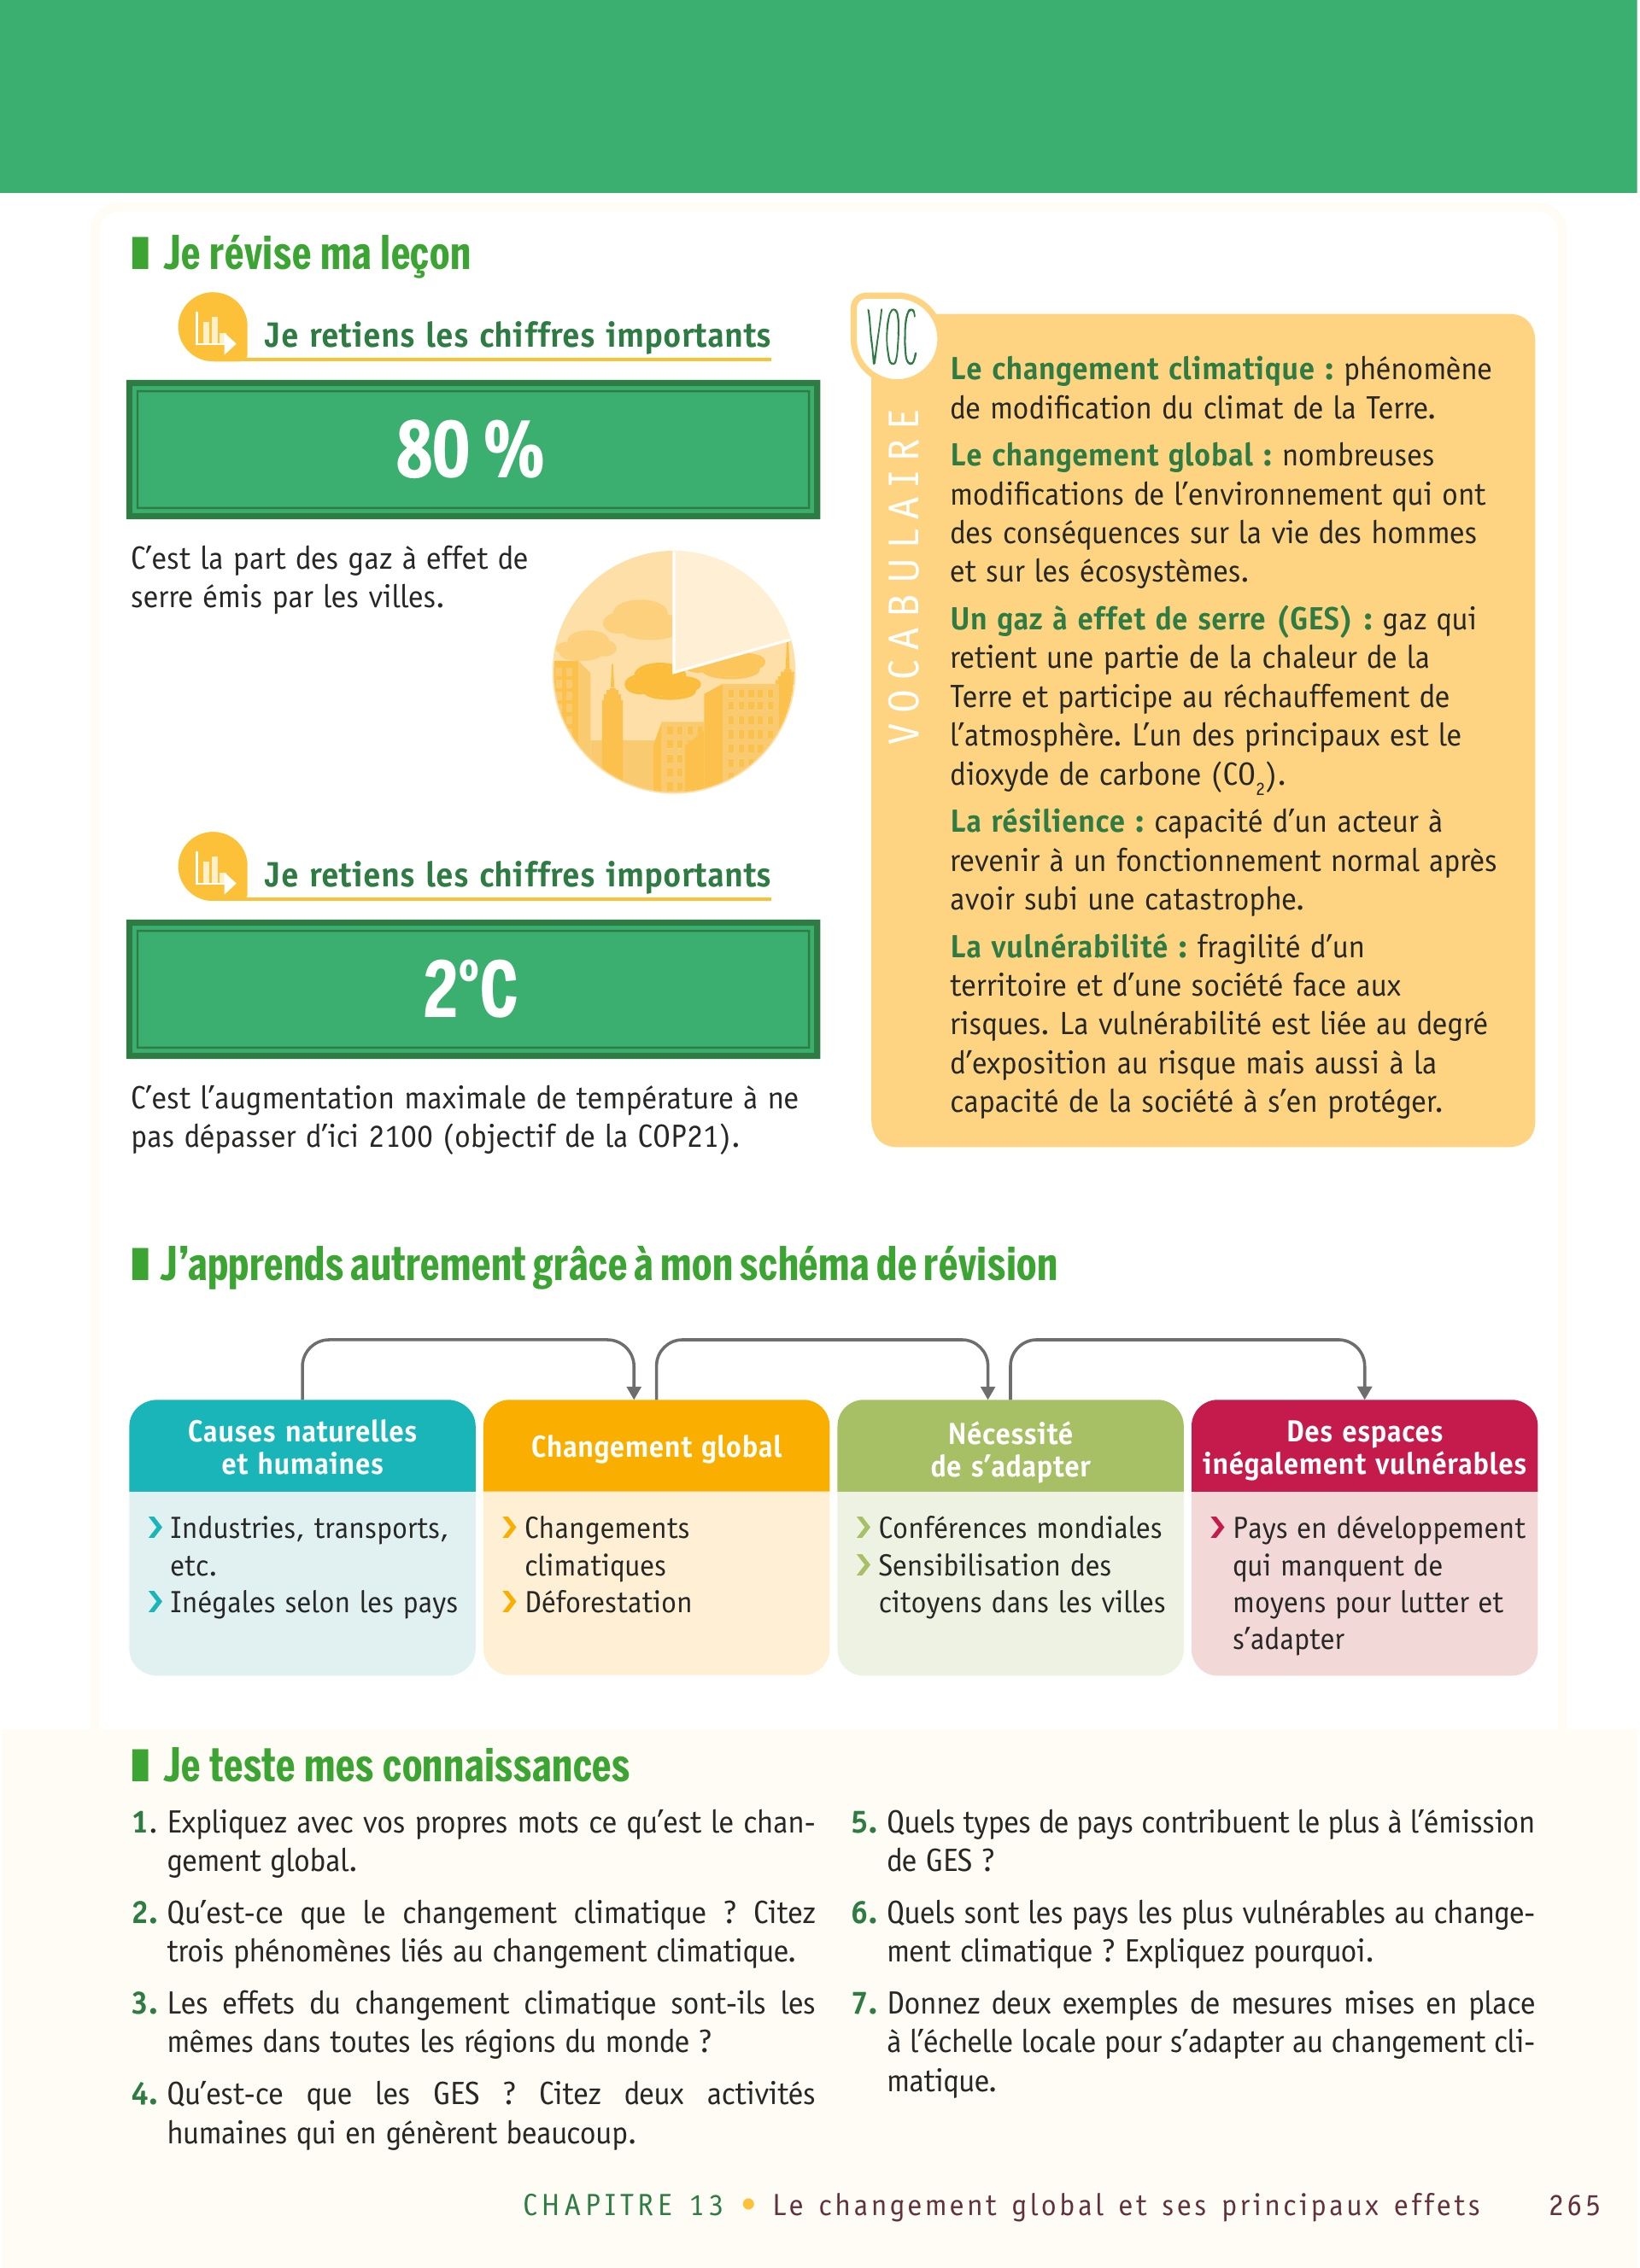 Je révise ma leçon
Je retiens les chiffres importants
80 %
C'est la part des gaz à effet de
serre émis par les villes.
Je retiens les chiffres importants
2°C
C'est l'augmentation maximale de température à ne
pas dépasser d'ici 2100 (objectif de la COP21).
VOC
VOCABULAIRE
Le changement climatique : phénomène
de modification du climat de la Terre.
Le changement global : nombreuses
modifications de l'environnement qui ont
des conséquences sur la vie des hommes
et sur les écosystèmes.
Un gaz à effet de serre (GES) : gaz qui
retient une partie de la chaleur de la
Terre et participe au réchauffement de
l'atmosphère. L'un des principaux est le
dioxyde de carbone (CO₂).
La résilience : capacité d'un acteur à
revenir à un fonctionnement normal après
avoir subi une catastrophe.
La vulnérabilité : fragilité d'un
territoire et d'une société face aux
risques. La vulnérabilité est liée au degré
d'exposition au risque mais aussi à la
capacité de la société à s'en protéger.
J'apprends autrement grâce à mon schéma de révision
Causes naturelles
et humaines
› Industries, transports,
etc.
› Inégales selon les pays
Changement global
› Changements
climatiques
› Déforestation
Nécessité
de s'adapter
› Conférences mondiales
› Sensibilisation des
citoyens dans les villes
Des espaces
inégalement vulnérables
› Pays en développement
qui manquent de
moyens pour lutter et
s'adapter
Je teste mes connaissances
1. Expliquez avec vos propres mots ce qu'est le chan-
gement global.
2. Qu'est-ce que le changement climatique ? Citez
trois phénomènes liés au changement climatique.
3. Les effets du changement climatique sont-ils les
mêmes dans toutes les régions du monde ?
4. Qu'est-ce que les GES ? Citez deux activités
humaines qui en génèrent beaucoup.
5. Quels types de pays contribuent le plus à l'émission
de GES ?
6. Quels sont les pays les plus vulnérables au change-
ment climatique ? Expliquez pourquoi.
7. Donnez deux exemples de mesures mises en place
à l'échelle locale pour s'adapter au changement cli-
matique.
CHAPITRE 13 • Le changement global et ses principaux effets 265